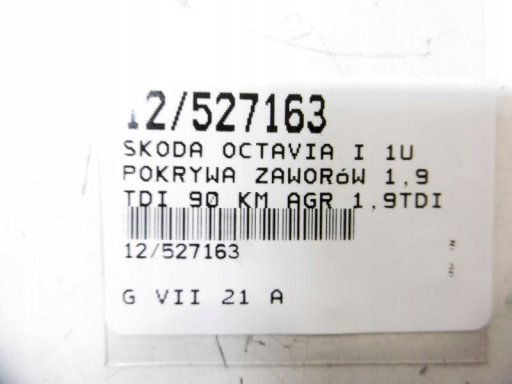 12/527163
SKODA OCTAVIA I 1U
POKRYWA ZAWORóW 1,9
TDI 90 KM AGR 1,9TDI
12/527163
G VII 21 A